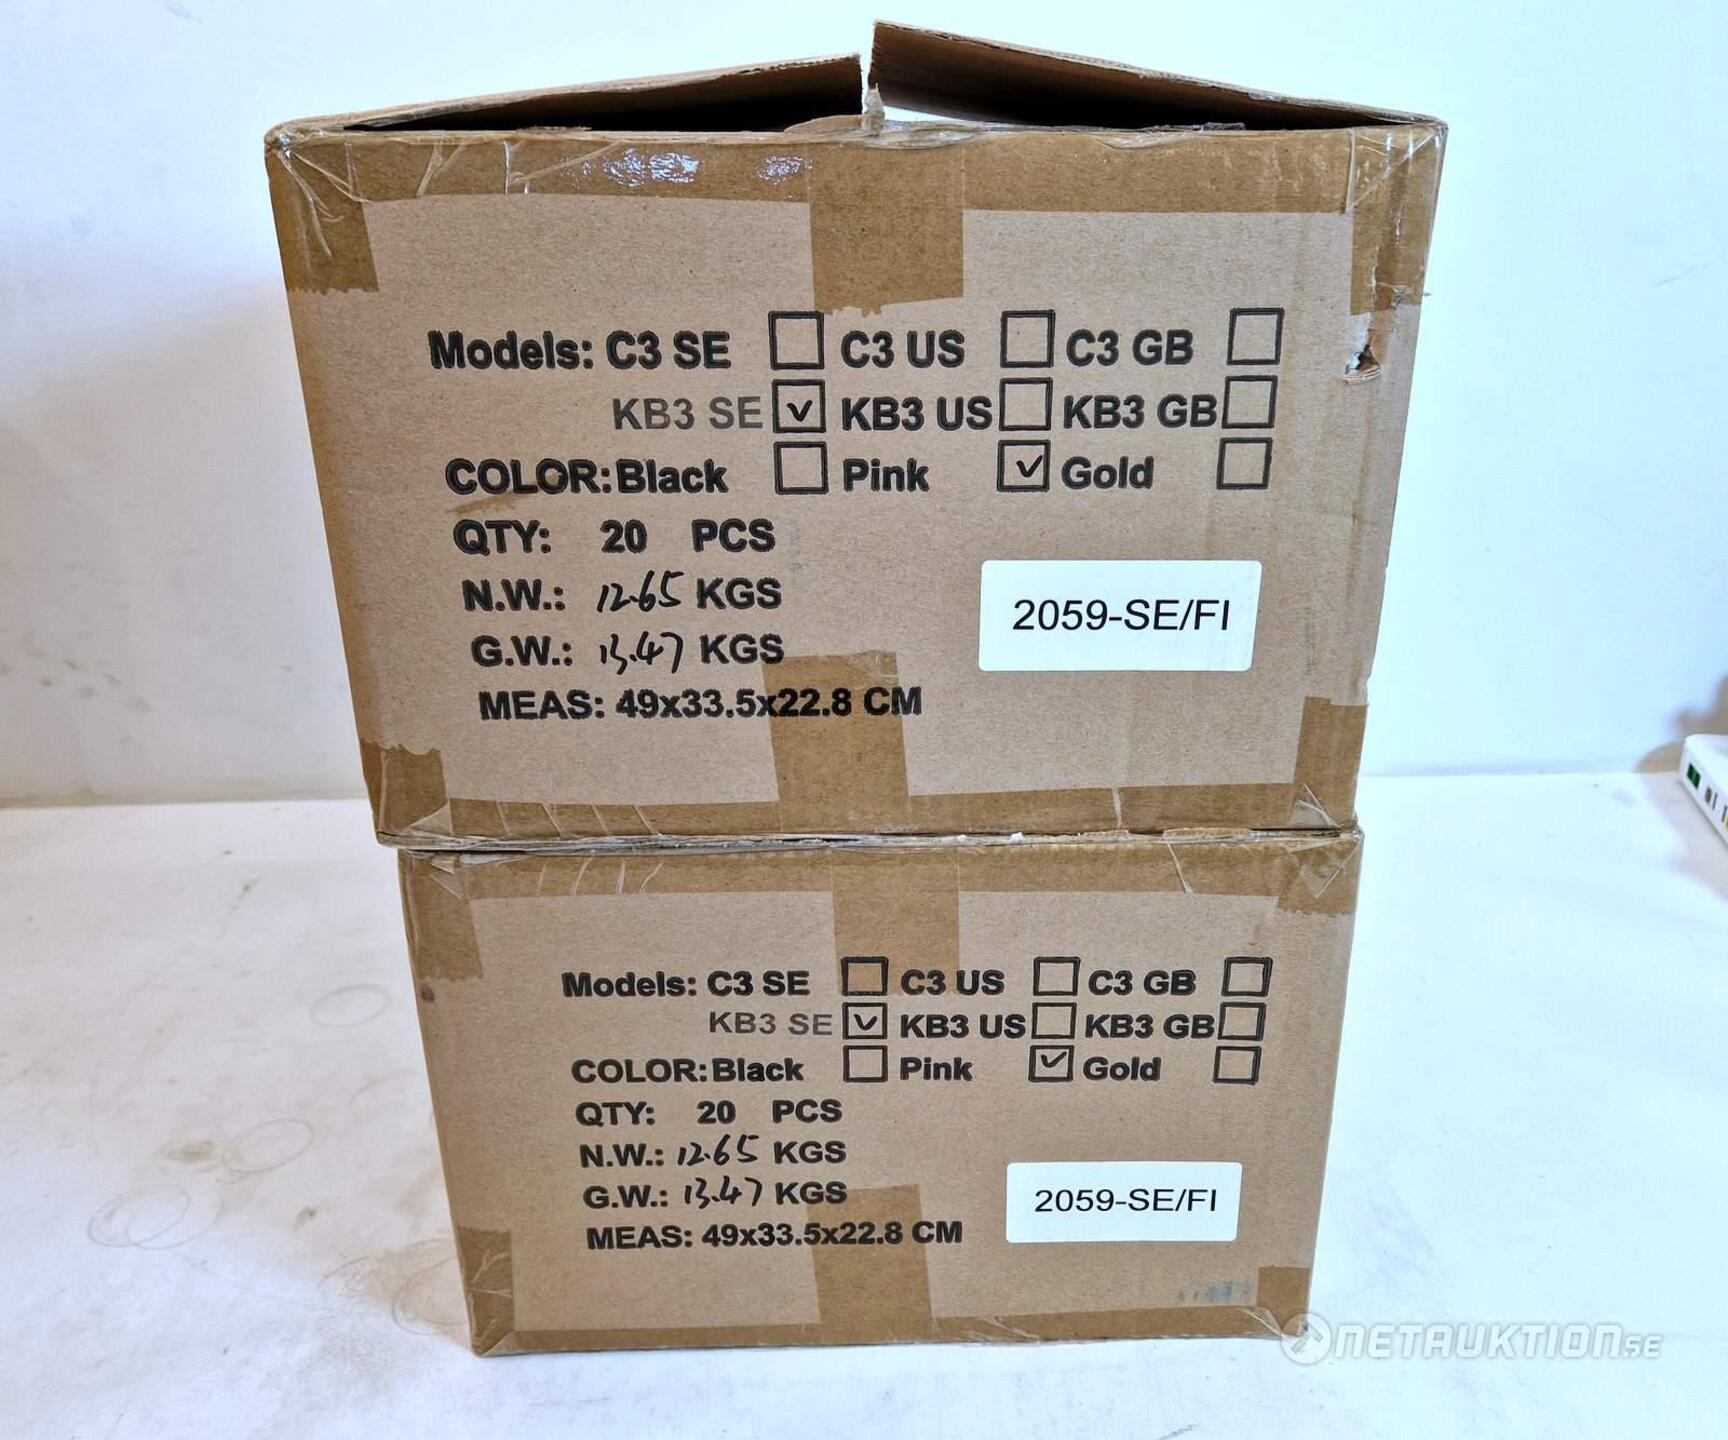 Models: C3 SE C3 US C3 GB
KB3 SE KB3 US KB3 GB
COLOR: Black Pink Gold
QTY: 20 PCS
N.W.: 12.65 KGS
G.W.: 13.47 KGS
MEAS: 49x33.5x22.8 CM
2059-SE/FI
Models: C3 SE C3 US C3 GB
KB3 SE KB3 US KB3 GB
COLOR: Black Pink Gold
QTY: 20 PCS
N.W.: 12.65 KGS
G.W.: 13.47 KGS
MEAS: 49x33.5x22.8 CM
2059-SE/FI
NETAUKTION.SE